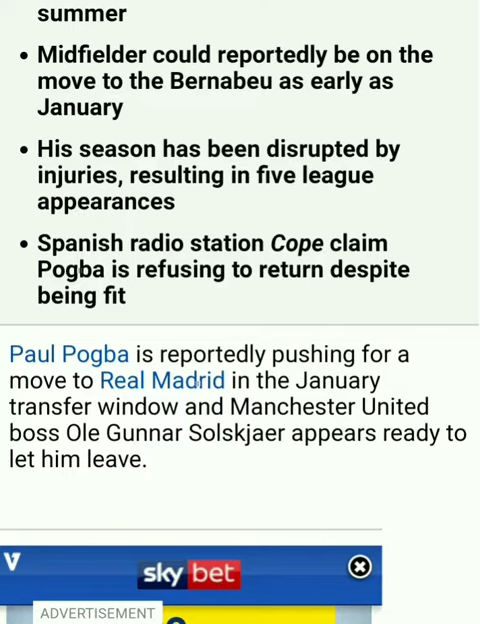 summer
• Midfielder could reportedly be on the
move to the Bernabeu as early as
January
• His season has been disrupted by
injuries, resulting in five league
appearances
• Spanish radio station Cope claim
Pogba is refusing to return despite
being fit
Paul Pogba is reportedly pushing for a
move to Real Madrid in the January
transfer window and Manchester United
boss Ole Gunnar Solskjaer appears ready to
let him leave.
V
sky bet
ADVERTISEMENT